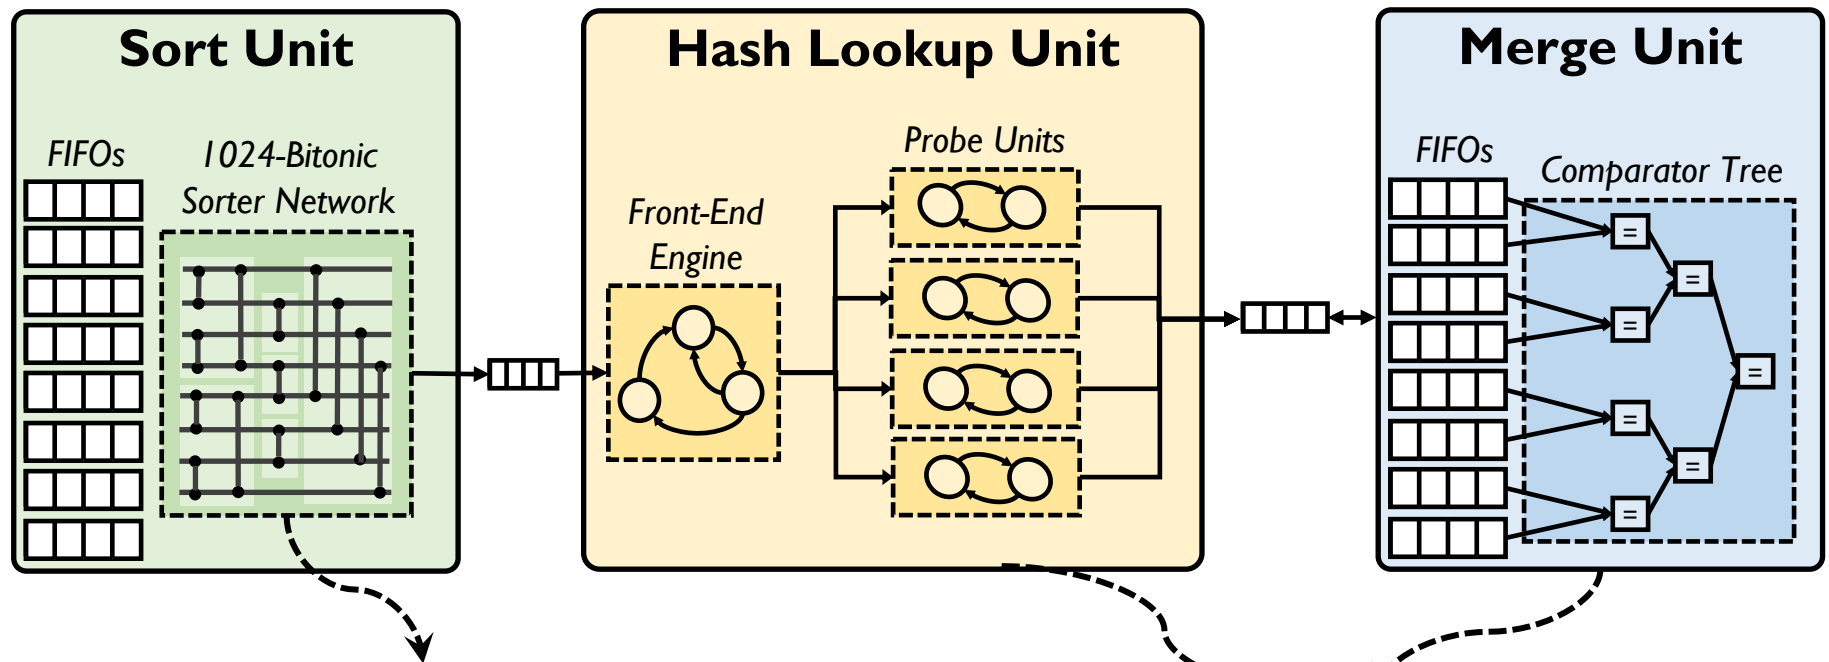 Sort Unit
FIFOs
1024-Bitonic
Sorter Network
Hash Lookup Unit
Front-End
Engine
Probe Units
Merge Unit
FIFOs
Comparator Tree
=
=
=
=
=
=
=